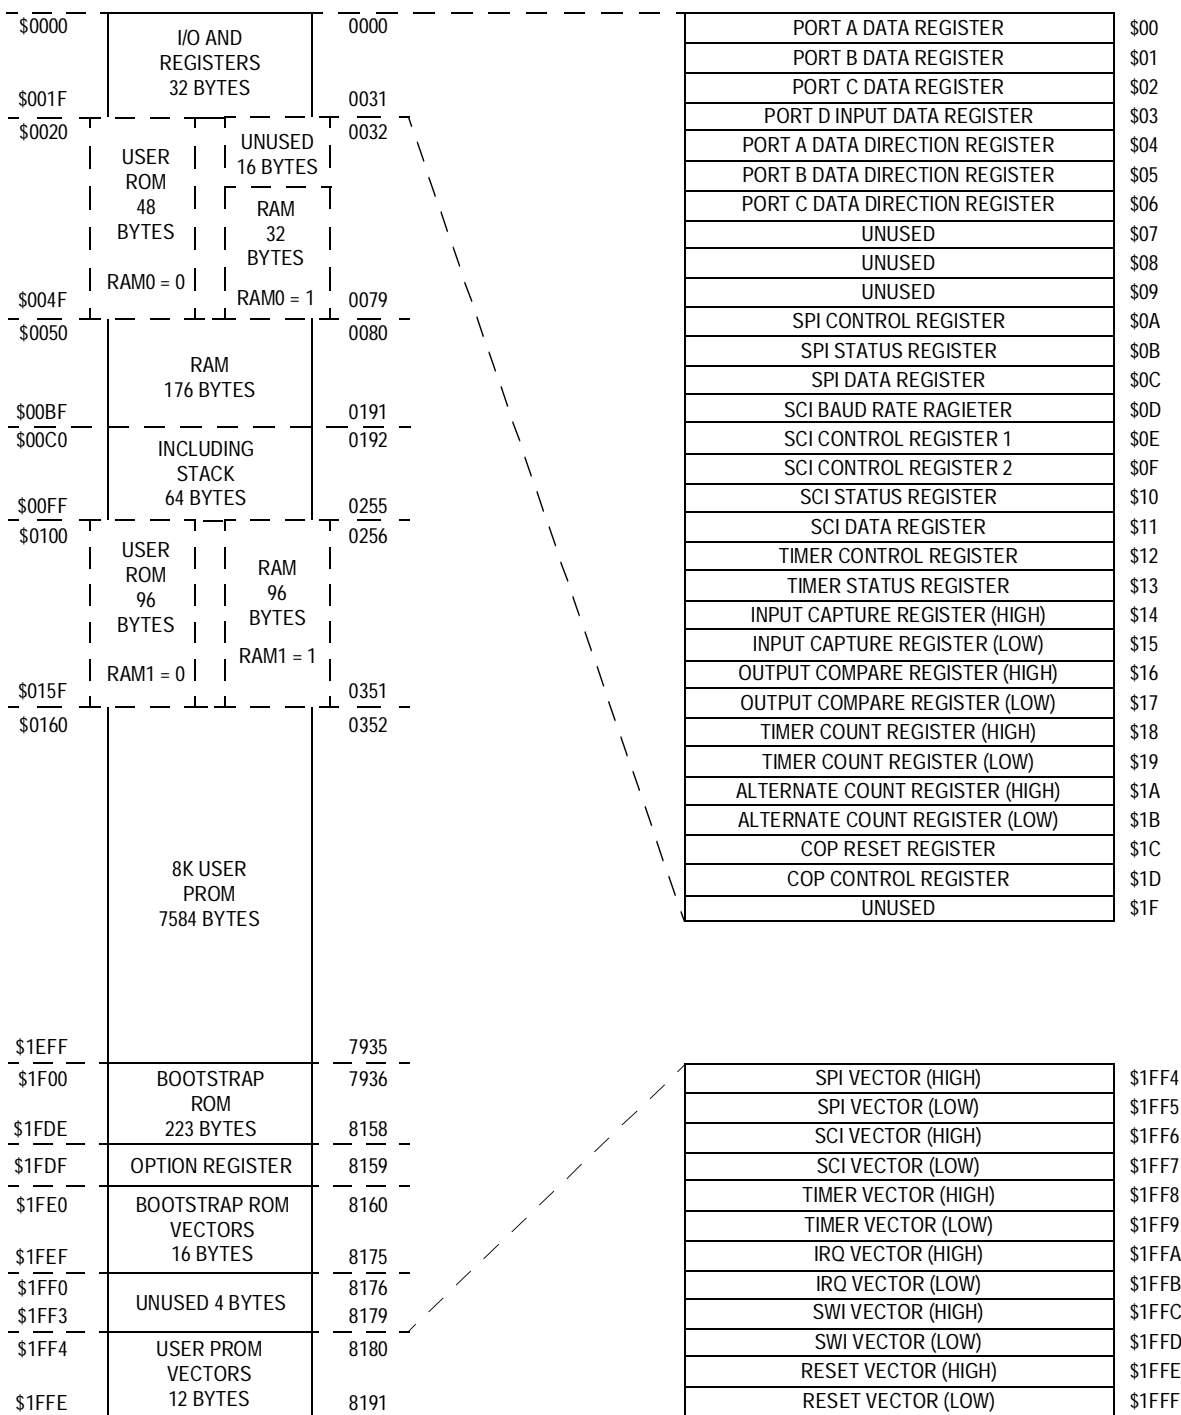 $0000
I/O AND
REGISTERS
32 BYTES
0000
$001F
0031
$0020
USER
ROM
48
BYTES
RAM0 = 0
UNUSED
16 BYTES
RAM
32
BYTES
RAM0 = 1
0032
$004F
0079
$0050
RAM
176 BYTES
0080
$00BF
0191
$00C0
INCLUDING
STACK
64 BYTES
0192
$00FF
0255
$0100
USER
ROM
96
BYTES
RAM1 = 0
RAM
96
BYTES
RAM1 = 1
0256
$015F
0351
$0160
0352
8K USER
PROM
7584 BYTES
$1EFF
7935
$1F00
BOOTSTRAP
ROM
223 BYTES
7936
$1FDE
8158
$1FDF
OPTION REGISTER
8159
$1FE0
BOOTSTRAP ROM
VECTORS
16 BYTES
8160
$1FEF
8175
$1FF0
UNUSED 4 BYTES
8176
$1FF3
8179
$1FF4
USER PROM
VECTORS
12 BYTES
8180
$1FFE
8191
PORT A DATA REGISTER $00
PORT B DATA REGISTER $01
PORT C DATA REGISTER $02
PORT D INPUT DATA REGISTER $03
PORT A DATA DIRECTION REGISTER $04
PORT B DATA DIRECTION REGISTER $05
PORT C DATA DIRECTION REGISTER $06
UNUSED $07
UNUSED $08
UNUSED $09
SPI CONTROL REGISTER $0A
SPI STATUS REGISTER $0B
SPI DATA REGISTER $0C
SCI BAUD RATE RAGIETER $0D
SCI CONTROL REGISTER 1 $0E
SCI CONTROL REGISTER 2 $0F
SCI STATUS REGISTER $10
SCI DATA REGISTER $11
TIMER CONTROL REGISTER $12
TIMER STATUS REGISTER $13
INPUT CAPTURE REGISTER (HIGH) $14
INPUT CAPTURE REGISTER (LOW) $15
OUTPUT COMPARE REGISTER (HIGH) $16
OUTPUT COMPARE REGISTER (LOW) $17
TIMER COUNT REGISTER (HIGH) $18
TIMER COUNT REGISTER (LOW) $19
ALTERNATE COUNT REGISTER (HIGH) $1A
ALTERNATE COUNT REGISTER (LOW) $1B
COP RESET REGISTER $1C
COP CONTROL REGISTER $1D
UNUSED $1F
SPI VECTOR (HIGH) $1FF4
SPI VECTOR (LOW) $1FF5
SCI VECTOR (HIGH) $1FF6
SCI VECTOR (LOW) $1FF7
TIMER VECTOR (HIGH) $1FF8
TIMER VECTOR (LOW) $1FF9
IRQ VECTOR (HIGH) $1FFA
IRQ VECTOR (LOW) $1FFB
SWI VECTOR (HIGH) $1FFC
SWI VECTOR (LOW) $1FFD
RESET VECTOR (HIGH) $1FFE
RESET VECTOR (LOW) $1FFF